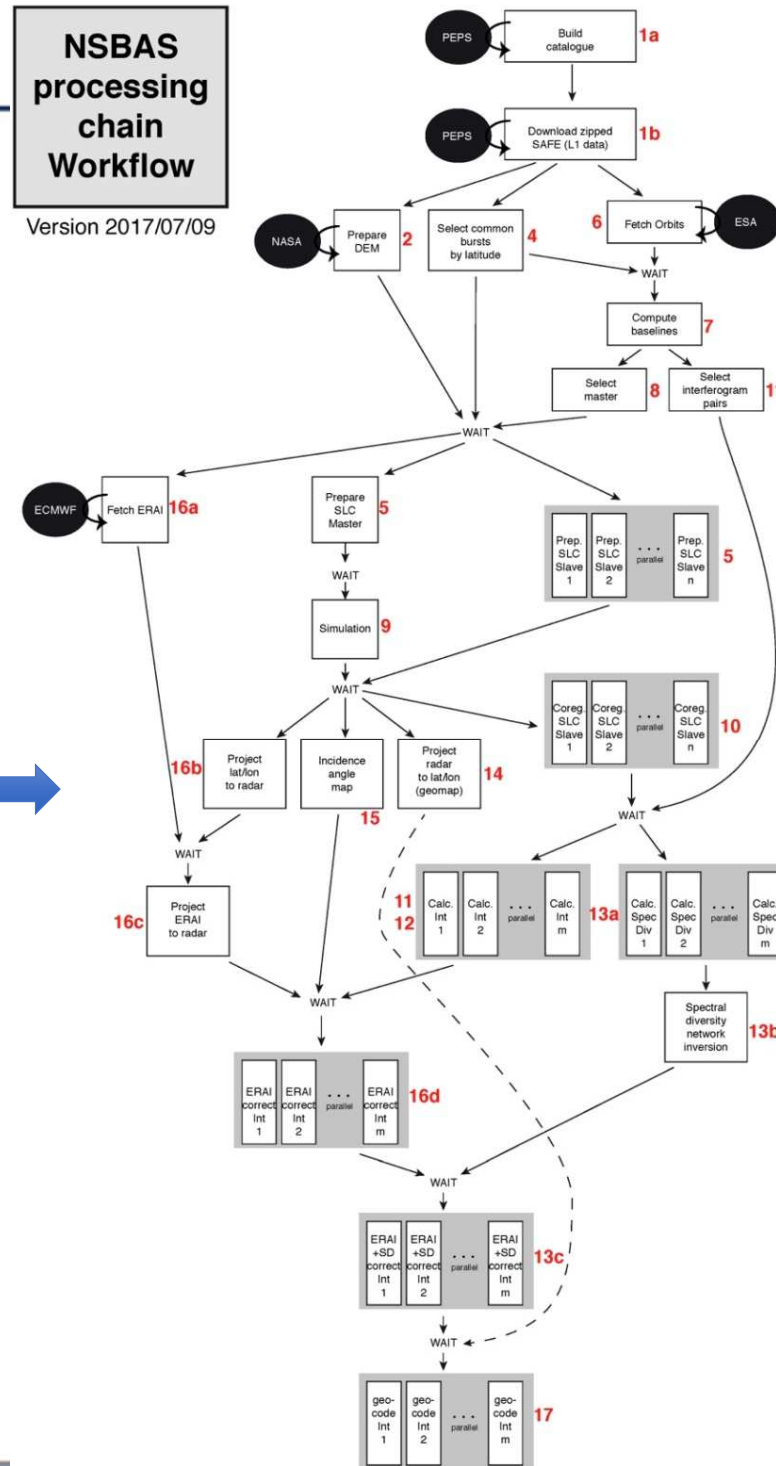 NSBAS
processing
chain
Workflow
Version 2017/07/09
PEPS
Build
catalogue
1a
PEPS
Download zipped
SAFE (L1 data)
1b
NASA
Prepare
DEM
2
Select common
bursts
by latitude
4
6
Fetch Orbits
ESA
WAIT
Compute
baselines
7
Select
master
8
Select
interferogram
pairs
WAIT
ECMWF
Fetch ERAI
16a
Prepare
SLC
Master
5
Prep.
SLC
Slave
1
Prep.
SLC
Slave
2
. . .
parallel
Prep.
SLC
Slave
n
5
WAIT
Simulation
9
WAIT
Coreg.
SLC
Slave
1
Coreg.
SLC
Slave
2
. . .
parallel
Coreg.
SLC
Slave
n
10
16b
Project
lat/lon
to radar
Incidence
angle
map
15
Project
radar
to lat/lon
(geomap)
14
WAIT
WAIT
16c
Project
ERAI
to radar
11
12
Calc.
Int
1
Calc.
Int
2
. . .
parallel
Calc.
Int
m
13a
Calc.
Spec
Div
1
Calc.
Spec
Div
2
. . .
parallel
Calc.
Spec
Div
m
WAIT
Spectral
diversity
network
inversion
13b
ERAI
correct
Int
1
ERAI
correct
Int
2
. . .
parallel
ERAI
correct
Int
m
16d
WAIT
ERAI
+SD
correct
Int
1
ERAI
+SD
correct
Int
2
. . .
parallel
ERAI
+SD
correct
Int
m
13c
WAIT
geo-
code
Int
1
geo-
code
Int
2
. . .
parallel
geo-
code
Int
m
17